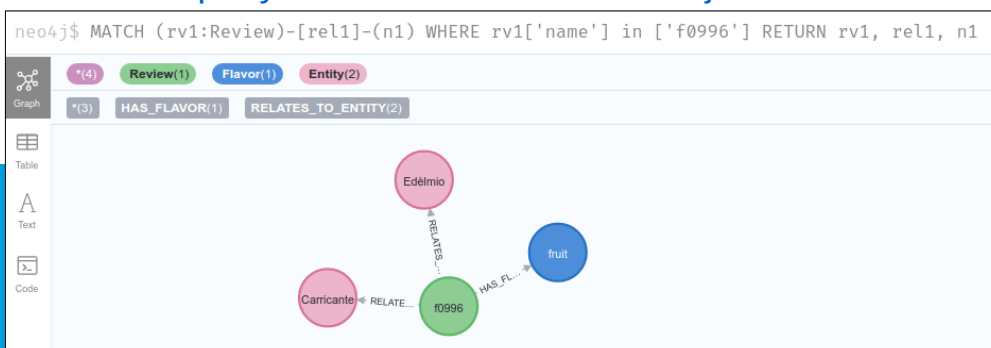 neo4j$ MATCH (rv1:Review)-[rel1]-(n1) WHERE rv1['name'] in ['f0996'] RETURN rv1, rel1, n1
*(4) Review(1) Flavor(1) Entity(2)
Graph
*(3) HAS_FLAVOR(1) RELATES_TO_ENTITY(2)
Table
Text
Code
Edèlmio
RELATES_...
fruit
HAS_FL...
Carricante
RELATE...
f0996